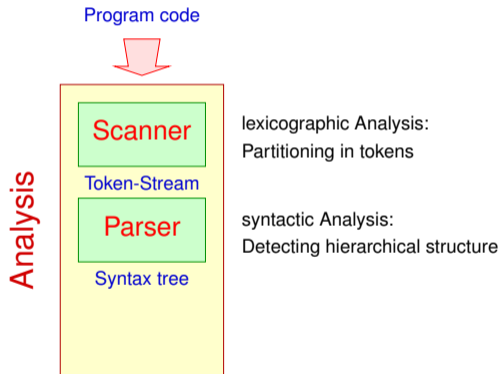 Program code
Analysis
Scanner
lexicographic Analysis:
Partitioning in tokens
Token-Stream
Parser
syntactic Analysis:
Detecting hierarchical structure
Syntax tree